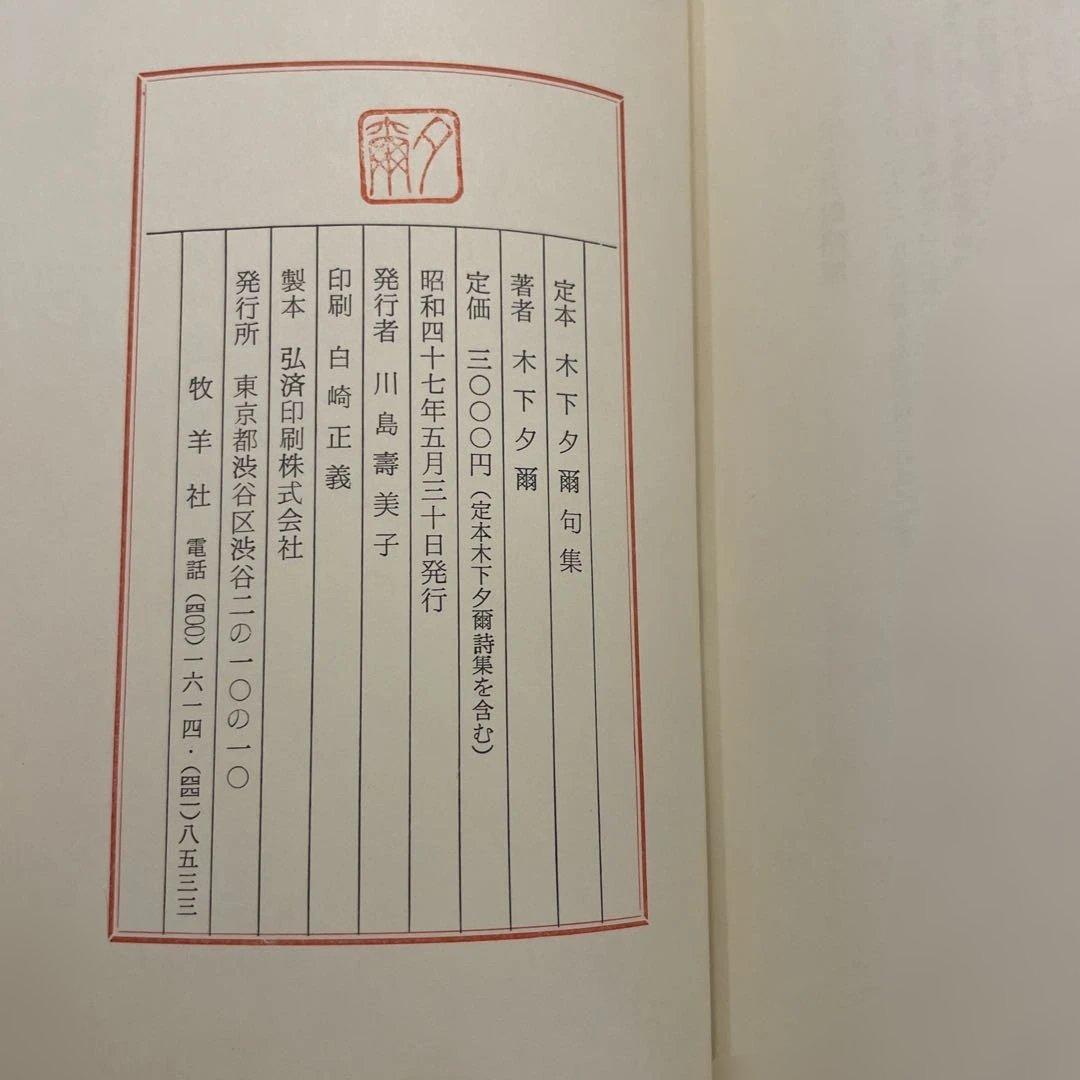 夕爾
定本 木下夕爾句集
著者 木下夕爾
定価 三〇〇〇円（定本木下夕爾詩集を含む）
昭和四十七年五月三十日発行
発行者 川島壽美子
印刷 白崎正義
製本 弘済印刷株式会社
発行所 東京都渋谷区渋谷二の一〇の一〇
牧羊社 電話（四〇〇）一六一四・（四四一）八五三三